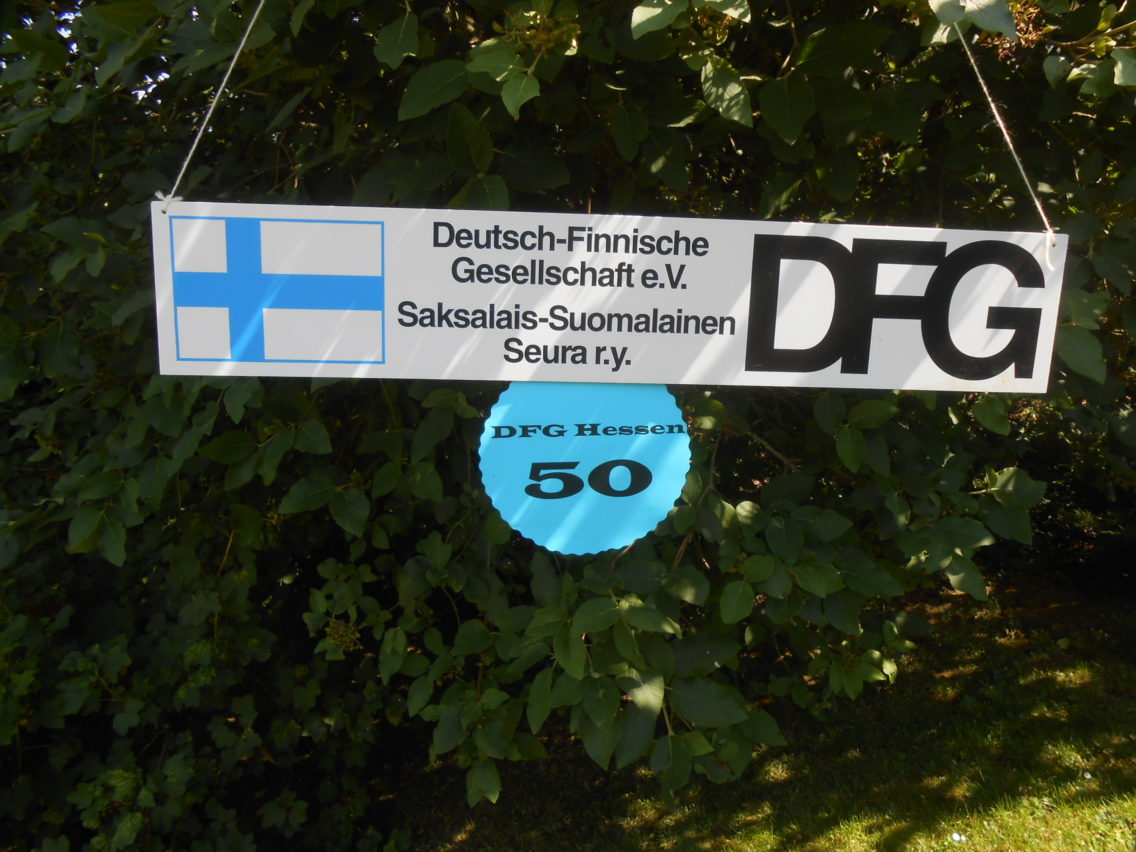 Deutsch-Finnische
Gesellschaft e.V.
Saksalais-Suomalainen
Seura r.y.
DFG
DFG Hessen
50